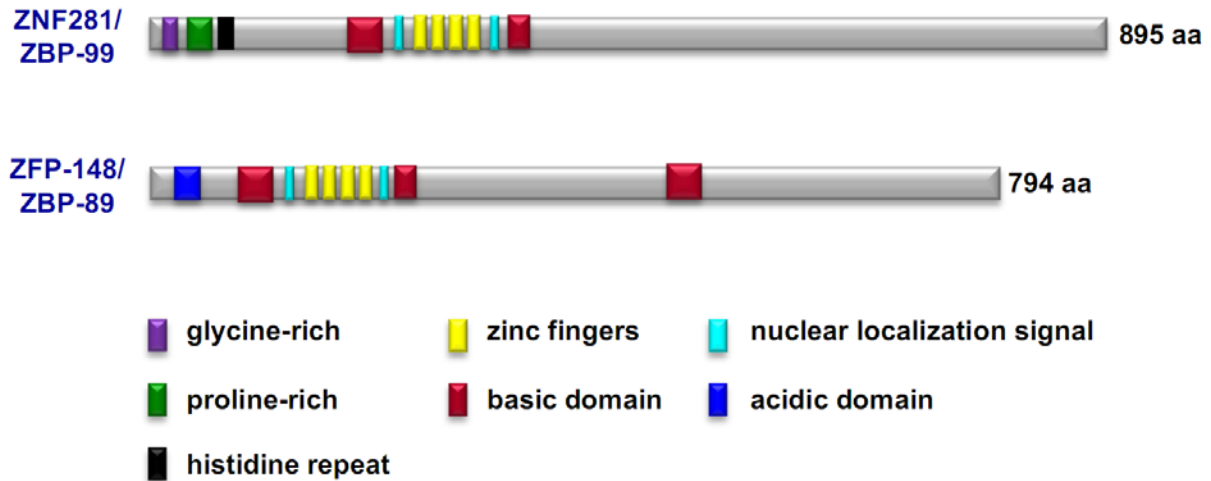 ZNF281/
ZBP-99
895 aa
ZFP-148/
ZBP-89
794 aa
glycine-rich
zinc fingers
nuclear localization signal
proline-rich
basic domain
acidic domain
histidine repeat